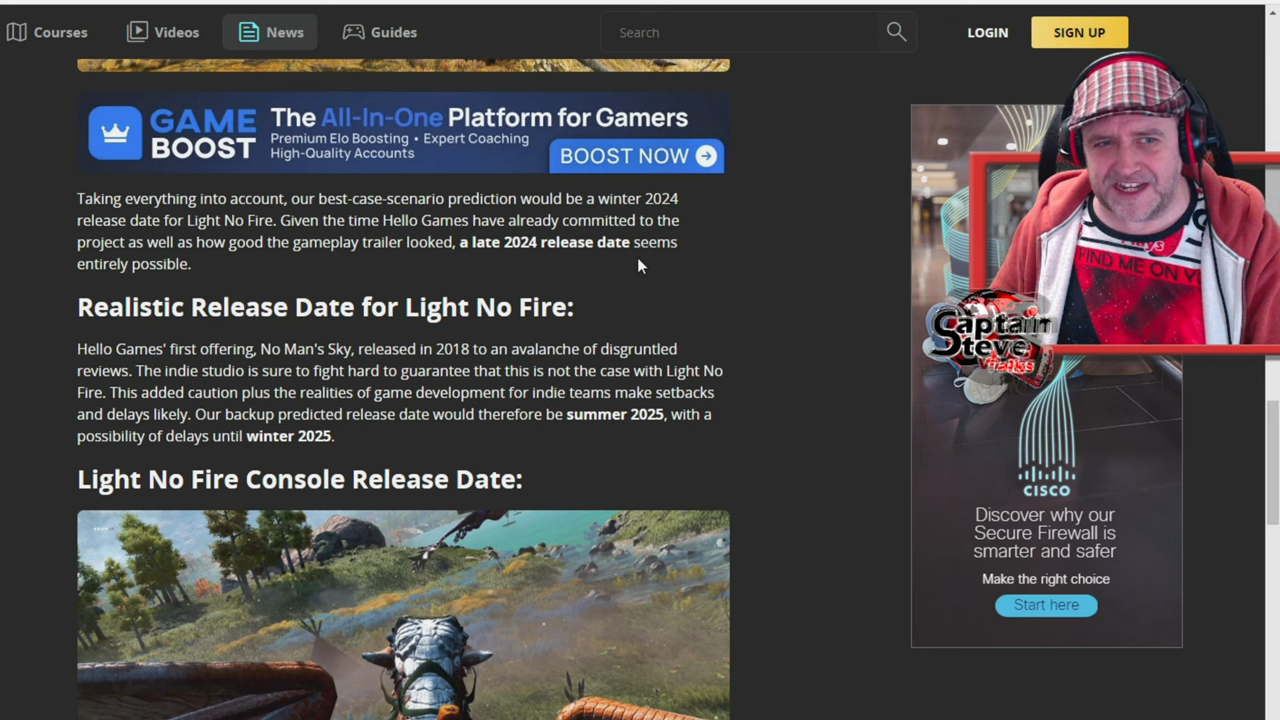 Courses
Videos
News
Guides
Search
LOGIN
SIGN UP
GAME
BOOST
The All-In-One Platform for Gamers
Premium Elo Boosting • Expert Coaching
High-Quality Accounts
BOOST NOW
Taking everything into account, our best-case-scenario prediction would be a winter 2024
release date for Light No Fire. Given the time Hello Games have already committed to the
project as well as how good the gameplay trailer looked, a late 2024 release date seems
entirely possible.
Realistic Release Date for Light No Fire:
Hello Games' first offering, No Man's Sky, released in 2018 to an avalanche of disgruntled
reviews. The indie studio is sure to fight hard to guarantee that this is not the case with Light No
Fire. This added caution plus the realities of game development for indie teams make setbacks
and delays likely. Our backup predicted release date would therefore be summer 2025, with a
possibility of delays until winter 2025.
Light No Fire Console Release Date:
FIND ME ON
Captain
Steve
CISCO
Discover why our
Secure Firewall is
smarter and safer
Make the right choice
Start here